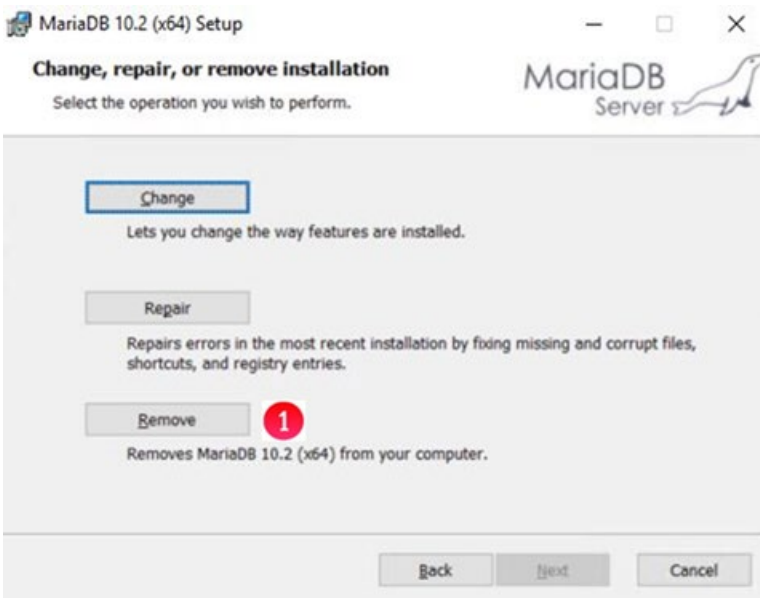 MariaDB 10.2 (x64) Setup
Change, repair, or remove installation
Select the operation you wish to perform.
MariaDB
Server
Change
Lets you change the way features are installed.
Repair
Repairs errors in the most recent installation by fixing missing and corrupt files,
shortcuts, and registry entries.
Remove
1
Removes MariaDB 10.2 (x64) from your computer.
Back
Next
Cancel